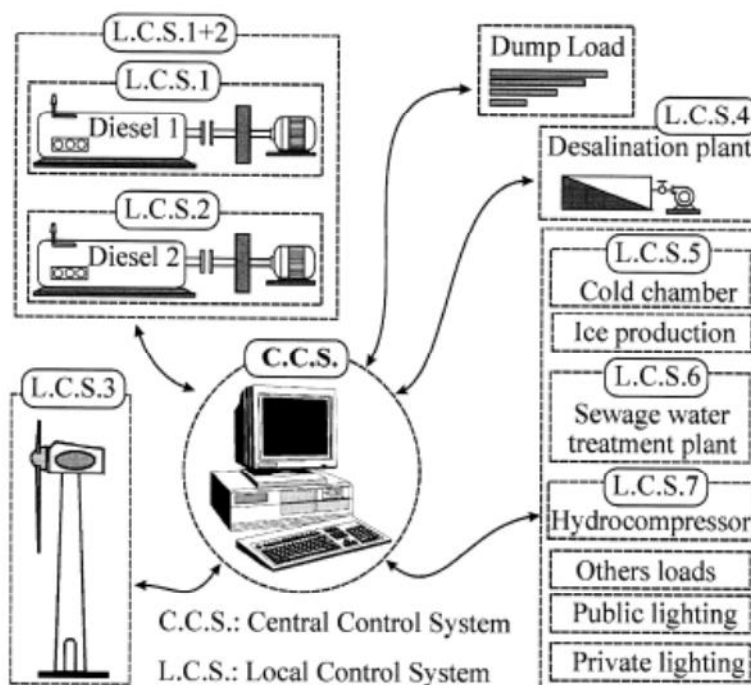 L.C.S.1+2
L.C.S.1
Diesel 1
L.C.S.2
Diesel 2
L.C.S.3
C.C.S.
Dump Load
L.C.S.4
Desalination plant
L.C.S.5
Cold chamber
Ice production
L.C.S.6
Sewage water
treatment plant
L.C.S.7
Hydrocompressor
Others loads
Public lighting
Private lighting
C.C.S.: Central Control System
L.C.S.: Local Control System